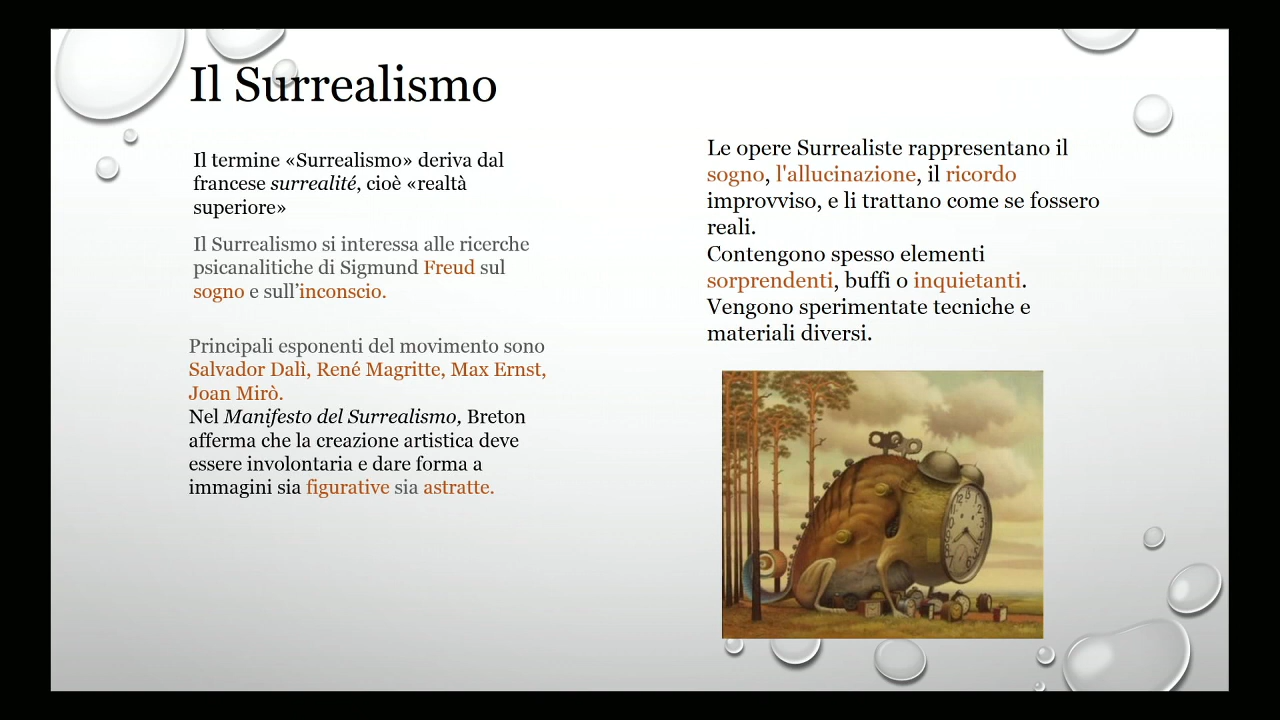 Il Surrealismo
Il termine «Surrealismo» deriva dal
francese surrealité, cioè «realtà
superiore»
Il Surrealismo si interessa alle ricerche
psicanalitiche di Sigmund Freud sul
sogno e sull’inconscio.
Principali esponenti del movimento sono
Salvador Dalì, René Magritte, Max Ernst,
Joan Mirò.
Nel Manifesto del Surrealismo, Breton
afferma che la creazione artistica deve
essere involontaria e dare forma a
immagini sia figurative sia astratte.
Le opere Surrealiste rappresentano il
sogno, l'allucinazione, il ricordo
improvviso, e li trattano come se fossero
reali.
Contengono spesso elementi
sorprendenti, buffi o inquietanti.
Vengono sperimentate tecniche e
materiali diversi.